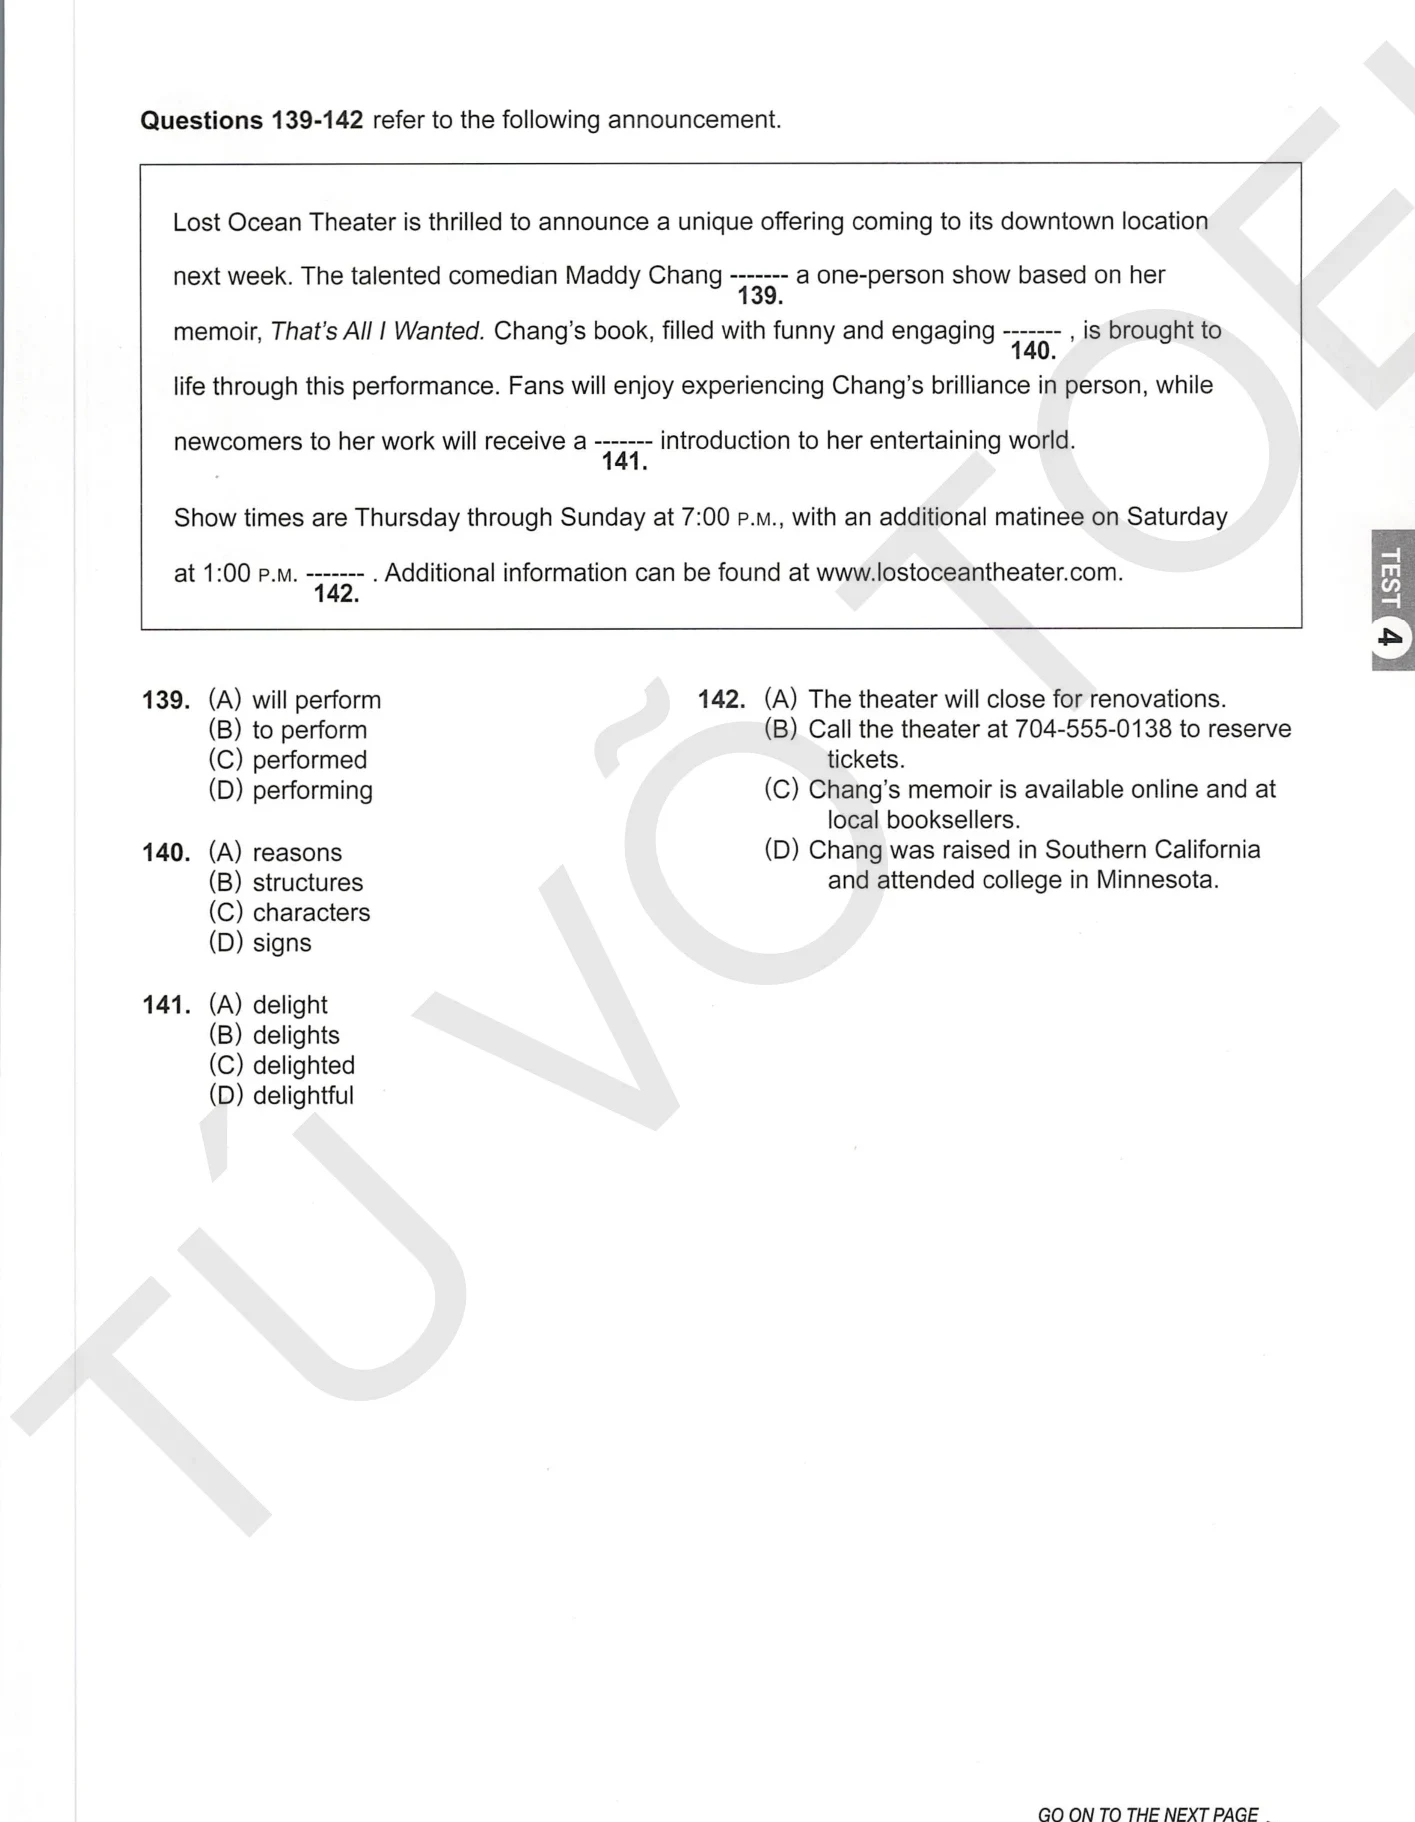 Questions 139-142 refer to the following announcement.
Lost Ocean Theater is thrilled to announce a unique offering coming to its downtown location
next week. The talented comedian Maddy Chang ------- a one-person show based on her
139.
memoir, That's All I Wanted. Chang's book, filled with funny and engaging ------- , is brought to
140.
life through this performance. Fans will enjoy experiencing Chang's brilliance in person, while
newcomers to her work will receive a ------- introduction to her entertaining world.
141.
Show times are Thursday through Sunday at 7:00 P.M., with an additional matinee on Saturday
at 1:00 P.M. ------- . Additional information can be found at www.lostoceantheater.com.
142.
TEST 4
139. (A) will perform
(B) to perform
(C) performed
(D) performing
140. (A) reasons
(B) structures
(C) characters
(D) signs
141. (A) delight
(B) delights
(C) delighted
(D) delightful
142. (A) The theater will close for renovations.
(B) Call the theater at 704-555-0138 to reserve
tickets.
(C) Chang's memoir is available online and at
local booksellers.
(D) Chang was raised in Southern California
and attended college in Minnesota.
TÚ VÕ TOE
GO ON TO THE NEXT PAGE